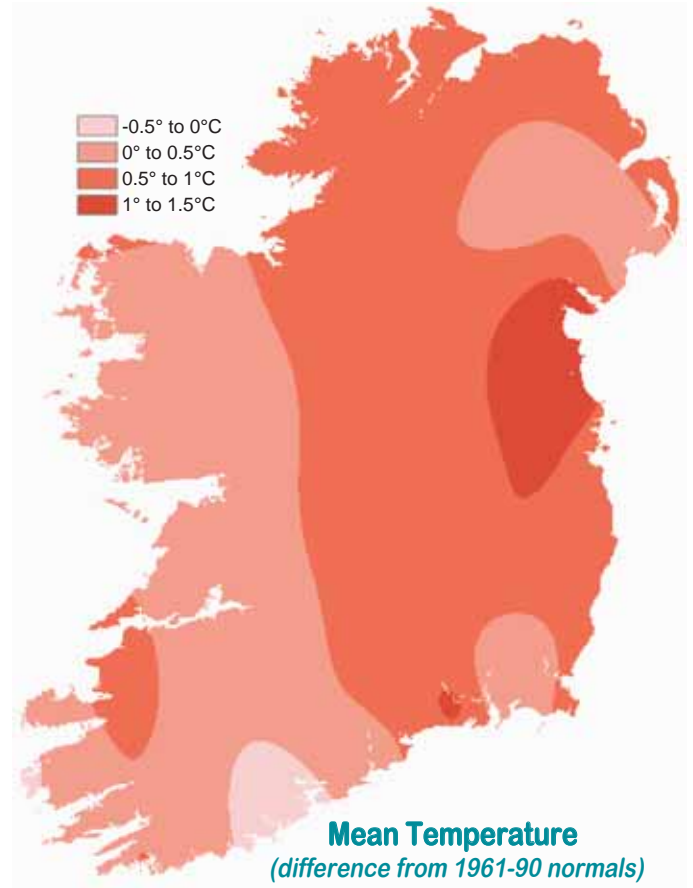 -0.5° to 0°C
0° to 0.5°C
0.5° to 1°C
1° to 1.5°C
Mean Temperature
(difference from 1961-90 normals)